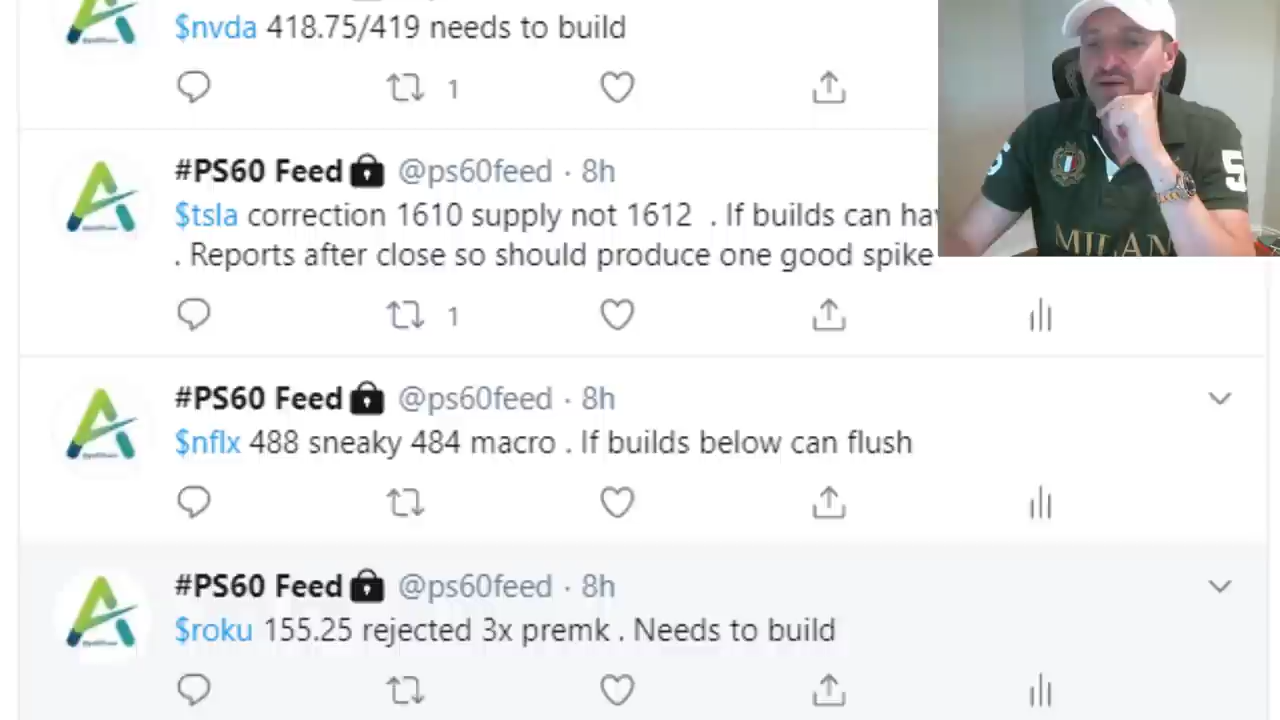 $nvda 418.75/419 needs to build
1
#PS60 Feed @ps60feed · 8h
$tsla correction 1610 supply not 1612 . If builds can
. Reports after close so should produce one good spike
1
#PS60 Feed @ps60feed · 8h
$nflx 488 sneaky 484 macro . If builds below can flush
#PS60 Feed @ps60feed · 8h
$roku 155.25 rejected 3x premk . Needs to build
5
MILAN